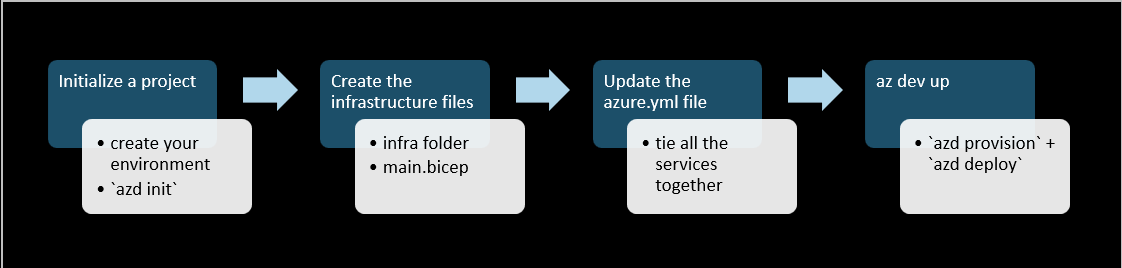 Initialize a project
• create your
environment
• `azd init`
Create the
infrastructure files
• infra folder
• main.bicep
Update the
azure.yml file
• tie all the
services
together
az dev up
• `azd provision` +
`azd deploy`